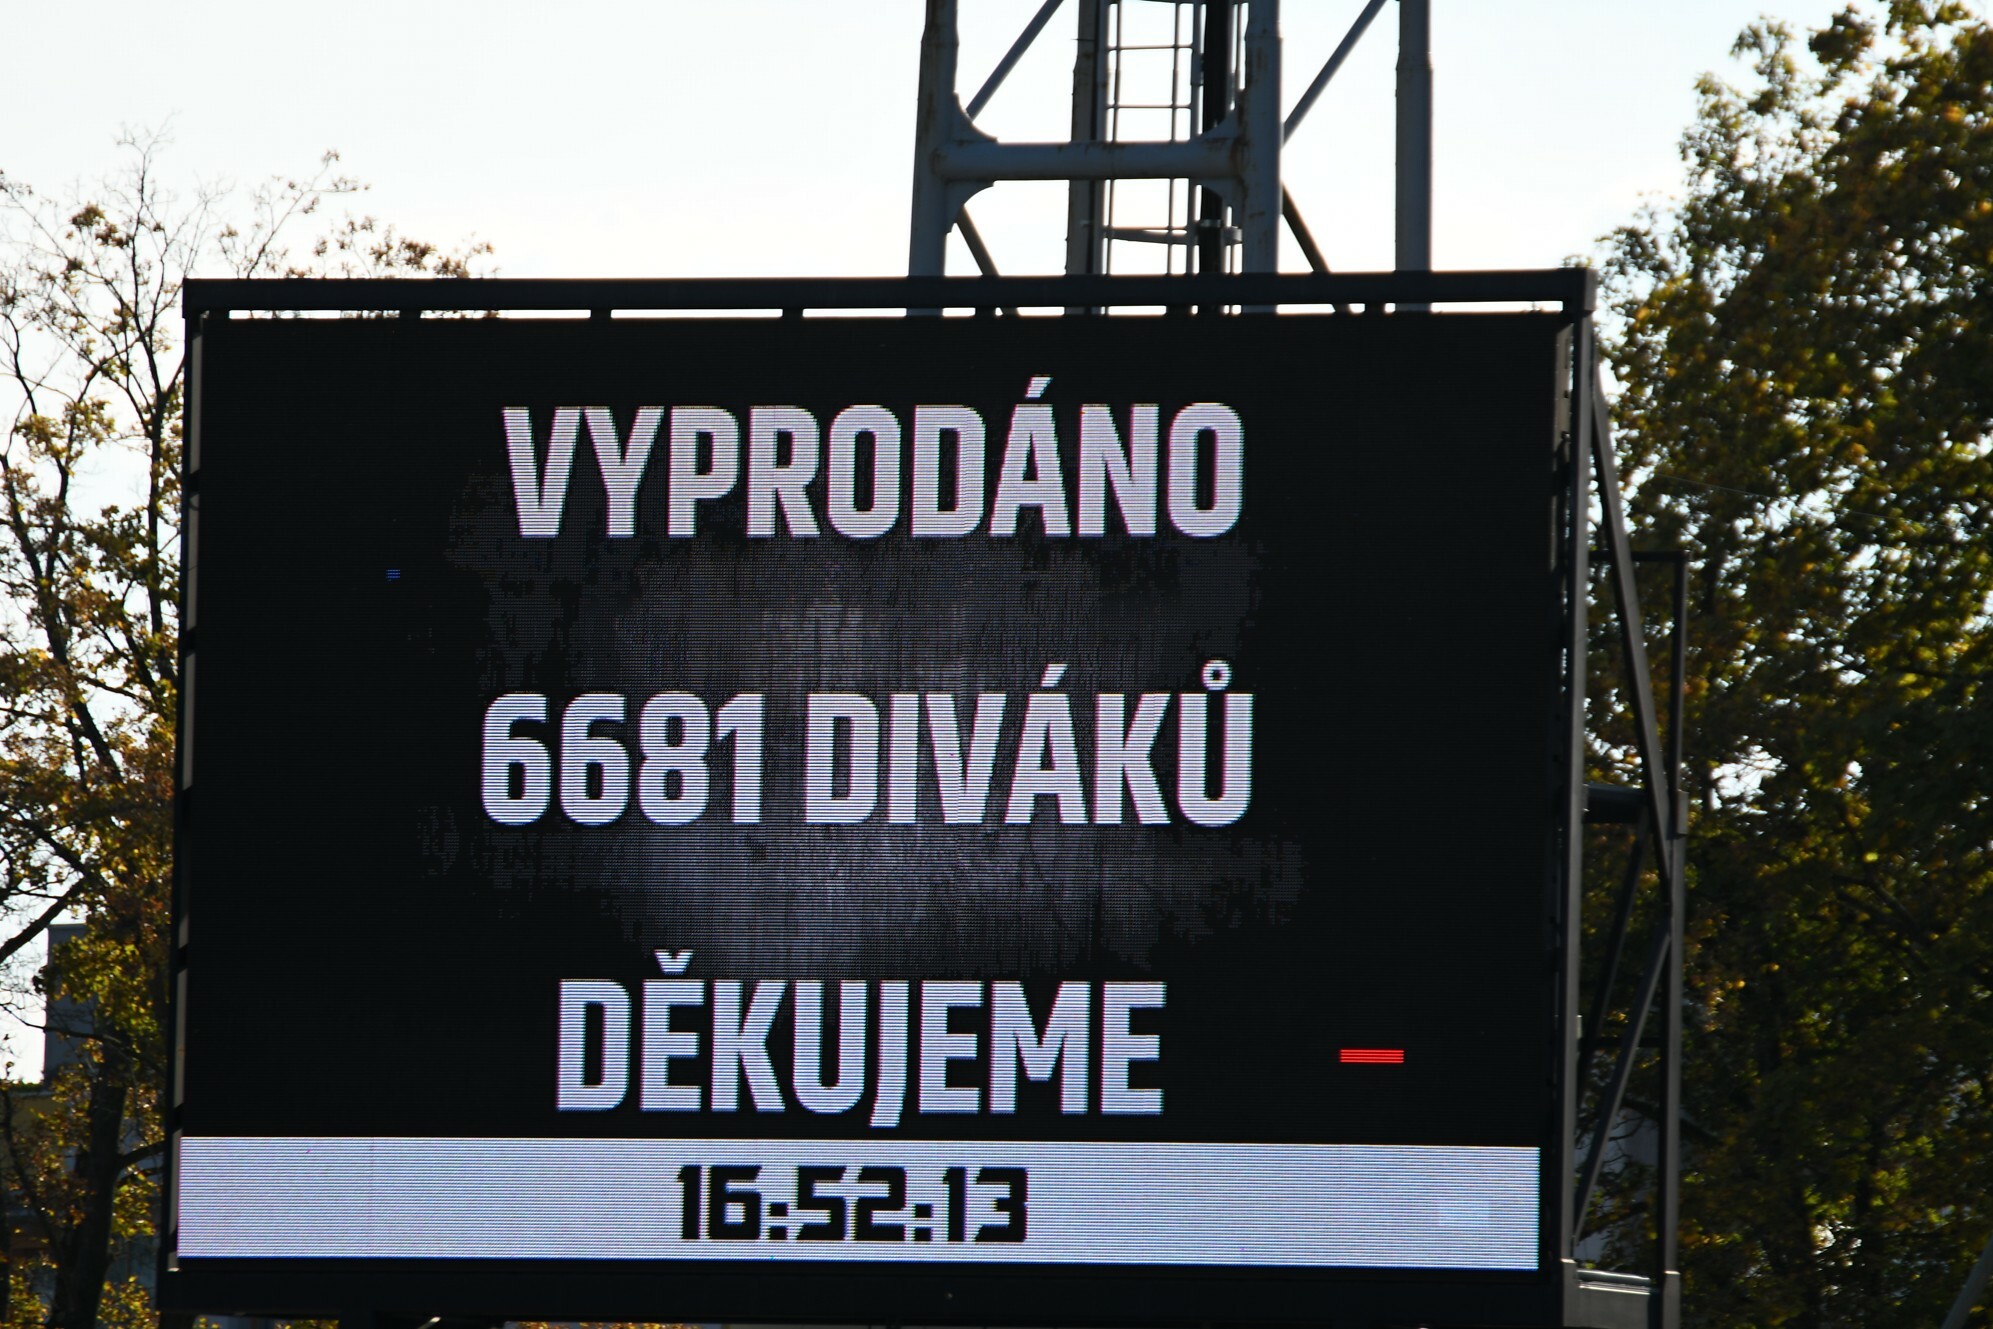 VYPRODÁNO
6681 DIVÁKŮ
DĚKUJEME
16:52:13